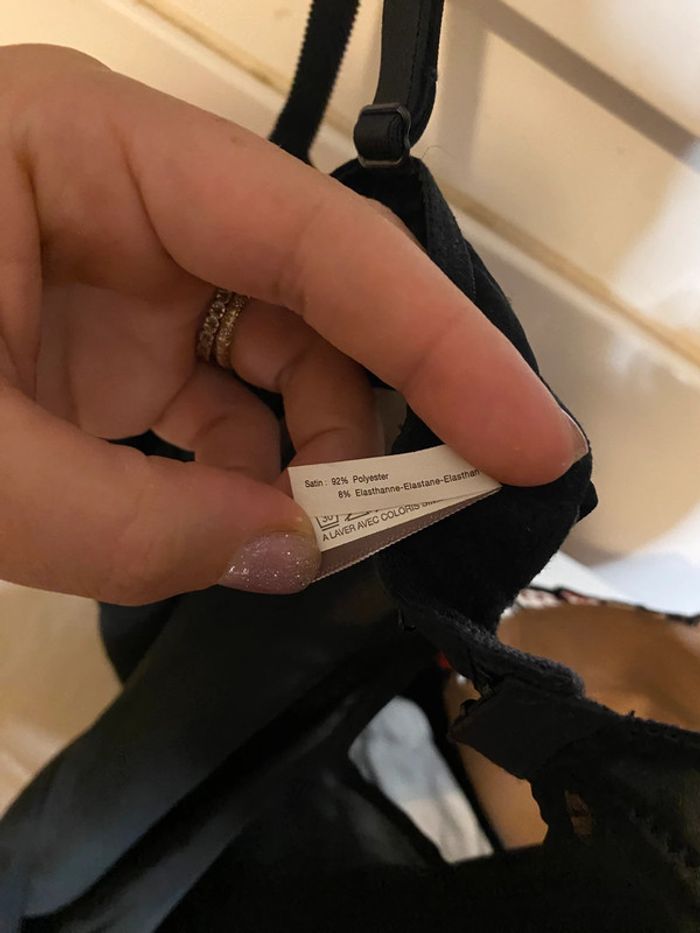 Satin : 92% Polyester
8% Elasthanne-Elastane-Elasthan
30
A LAVER AVEC COLORIS